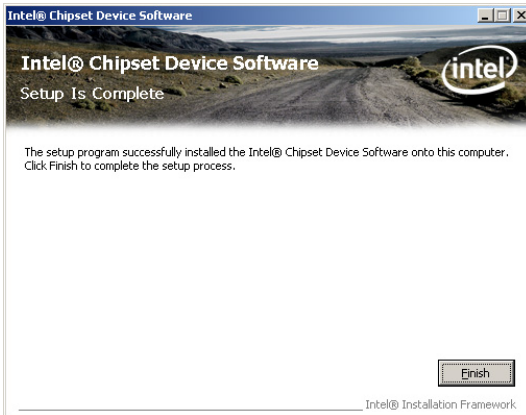 Intel® Chipset Device Software
Intel® Chipset Device Software
Setup Is Complete
intel
The setup program successfully installed the Intel® Chipset Device Software onto this computer.
Click Finish to complete the setup process.
Finish
Intel® Installation Framework